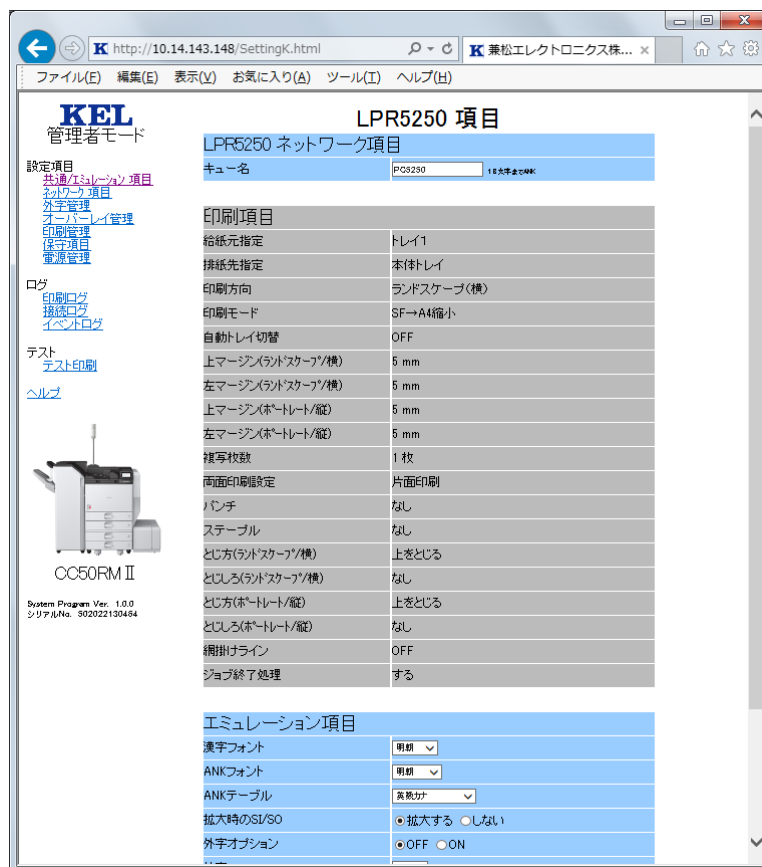 http://10.14.143.148/SettingK.html
兼松エレクトロニクス株...
ファイル(F) 編集(E) 表示(V) お気に入り(A) ツール(T) ヘルプ(H)
KEL
管理者モード
設定項目
共通/エミュレーション 項目
ネットワーク 項目
外字管理
オーバーレイ管理
印刷管理
保守項目
電源管理
ログ
印刷ログ
接続ログ
イベントログ
テスト
テスト印刷
ヘルプ
CC50RM II
System Program Ver. 1.0.0
シリアルNo. 502022130464
LPR5250 項目
LPR5250 ネットワーク項目
キュー名 PC5250 16文字までANK
印刷項目
給紙元指定 トレイ1
排紙先指定 本体トレイ
印刷方向 ランドスケープ(横)
印刷モード SF→A4縮小
自動トレイ切替 OFF
上マージン(ランドスケープ/横) 5 mm
左マージン(ランドスケープ/横) 5 mm
上マージン(ポートレート/縦) 5 mm
左マージン(ポートレート/縦) 5 mm
複写枚数 1 枚
両面印刷設定 片面印刷
パンチ なし
ステープル なし
とじ方(ランドスケープ/横) 上をとじる
とじしろ(ランドスケープ/横) なし
とじ方(ポートレート/縦) 上をとじる
とじしろ(ポートレート/縦) なし
網掛けライン OFF
ジョブ終了処理 する
エミュレーション項目
漢字フォント 明朝
ANKフォント 明朝
ANKテーブル 英数カナ
拡大時のSI/SO 拡大する しない
外字オプション OFF ON